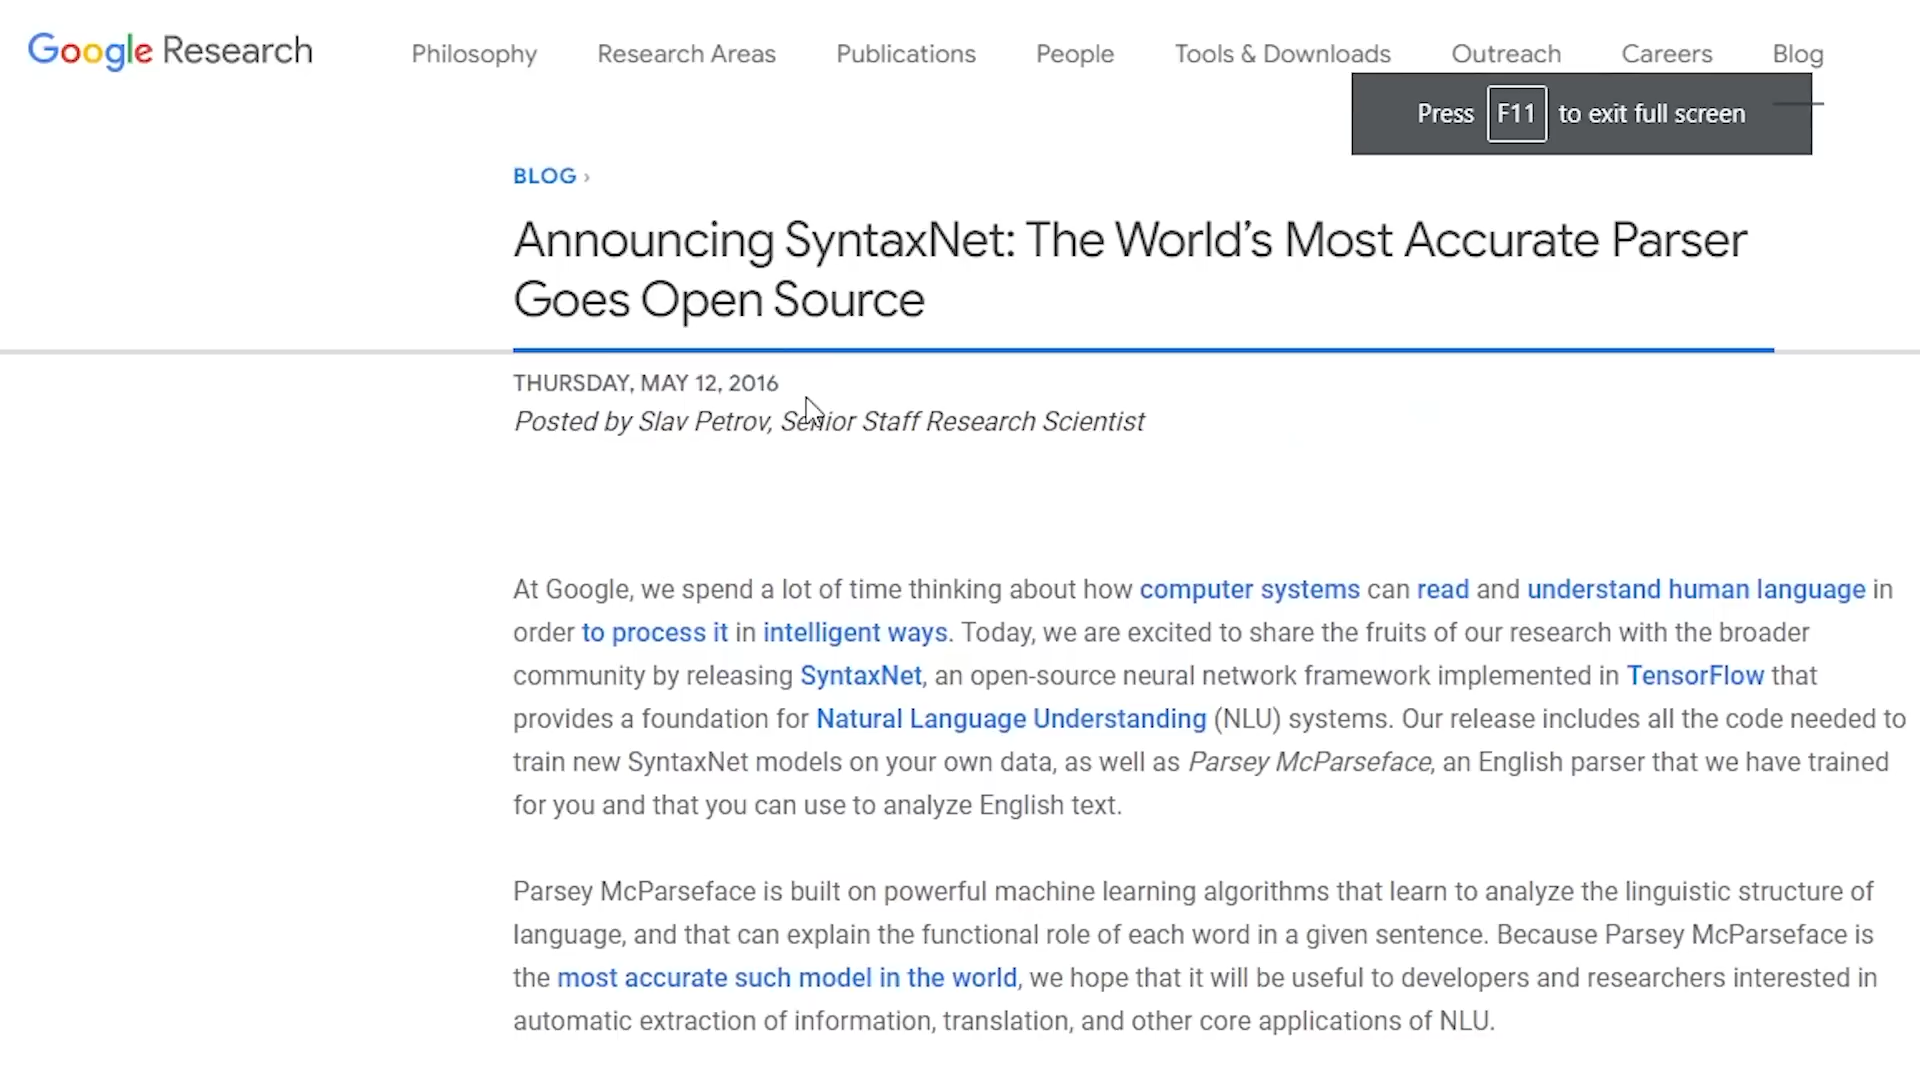 Google Research
Philosophy Research Areas Publications People Tools & Downloads Outreach Careers Blog
Press F11 to exit full screen
BLOG ›
Announcing SyntaxNet: The World’s Most Accurate Parser
Goes Open Source
THURSDAY, MAY 12, 2016
Posted by Slav Petrov, Senior Staff Research Scientist
At Google, we spend a lot of time thinking about how computer systems can read and understand human language in
order to process it in intelligent ways. Today, we are excited to share the fruits of our research with the broader
community by releasing SyntaxNet, an open-source neural network framework implemented in TensorFlow that
provides a foundation for Natural Language Understanding (NLU) systems. Our release includes all the code needed to
train new SyntaxNet models on your own data, as well as Parsey McParseface, an English parser that we have trained
for you and that you can use to analyze English text.
Parsey McParseface is built on powerful machine learning algorithms that learn to analyze the linguistic structure of
language, and that can explain the functional role of each word in a given sentence. Because Parsey McParseface is
the most accurate such model in the world, we hope that it will be useful to developers and researchers interested in
automatic extraction of information, translation, and other core applications of NLU.